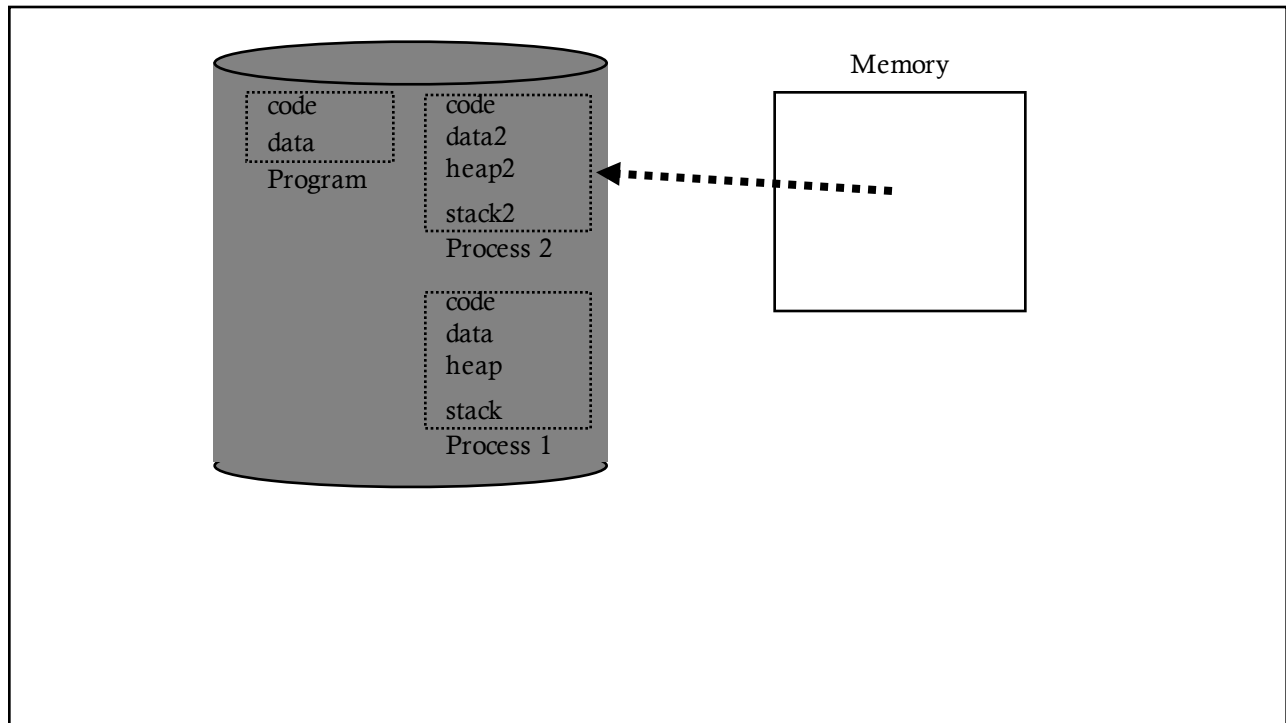 code
data
Program
code
data2
heap2
stack2
Process 2
code
data
heap
stack
Process 1
Memory